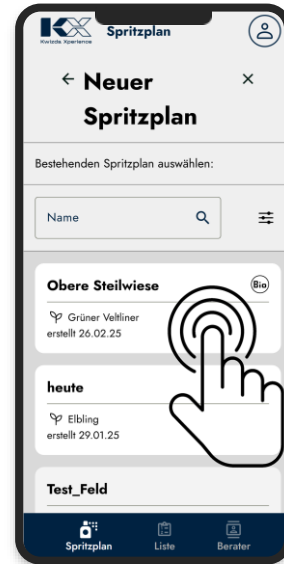 KX
Kwizda Xpertence
Spritzplan
Neuer
Spritzplan
Bestehenden Spritzplan auswählen:
Name
Obere Steilwiese
Bio
Grüner Veltliner
erstellt 26.02.25
heute
Elbling
erstellt 29.01.25
Test_Feld
Spritzplan Liste Berater